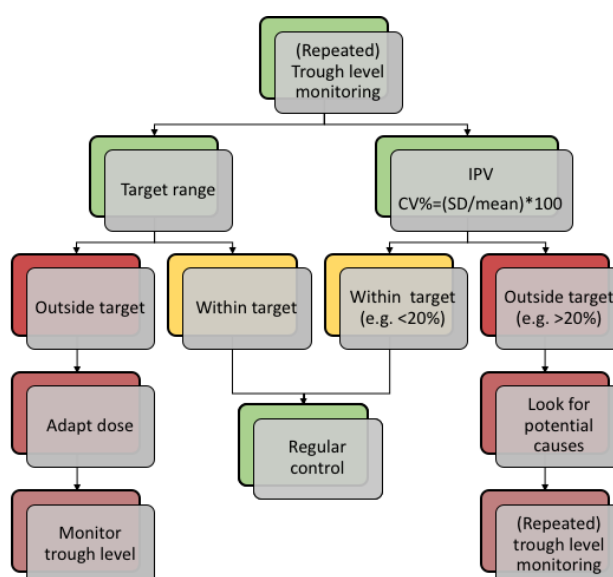 (Repeated)
Trough level
monitoring
Target range
IPV
CV%=(SD/mean)*100
Outside target
Within target
Within target
(e.g. <20%)
Outside target
(e.g. >20%)
Adapt dose
Regular
control
Look for
potential
causes
Monitor
trough level
(Repeated)
trough level
monitoring